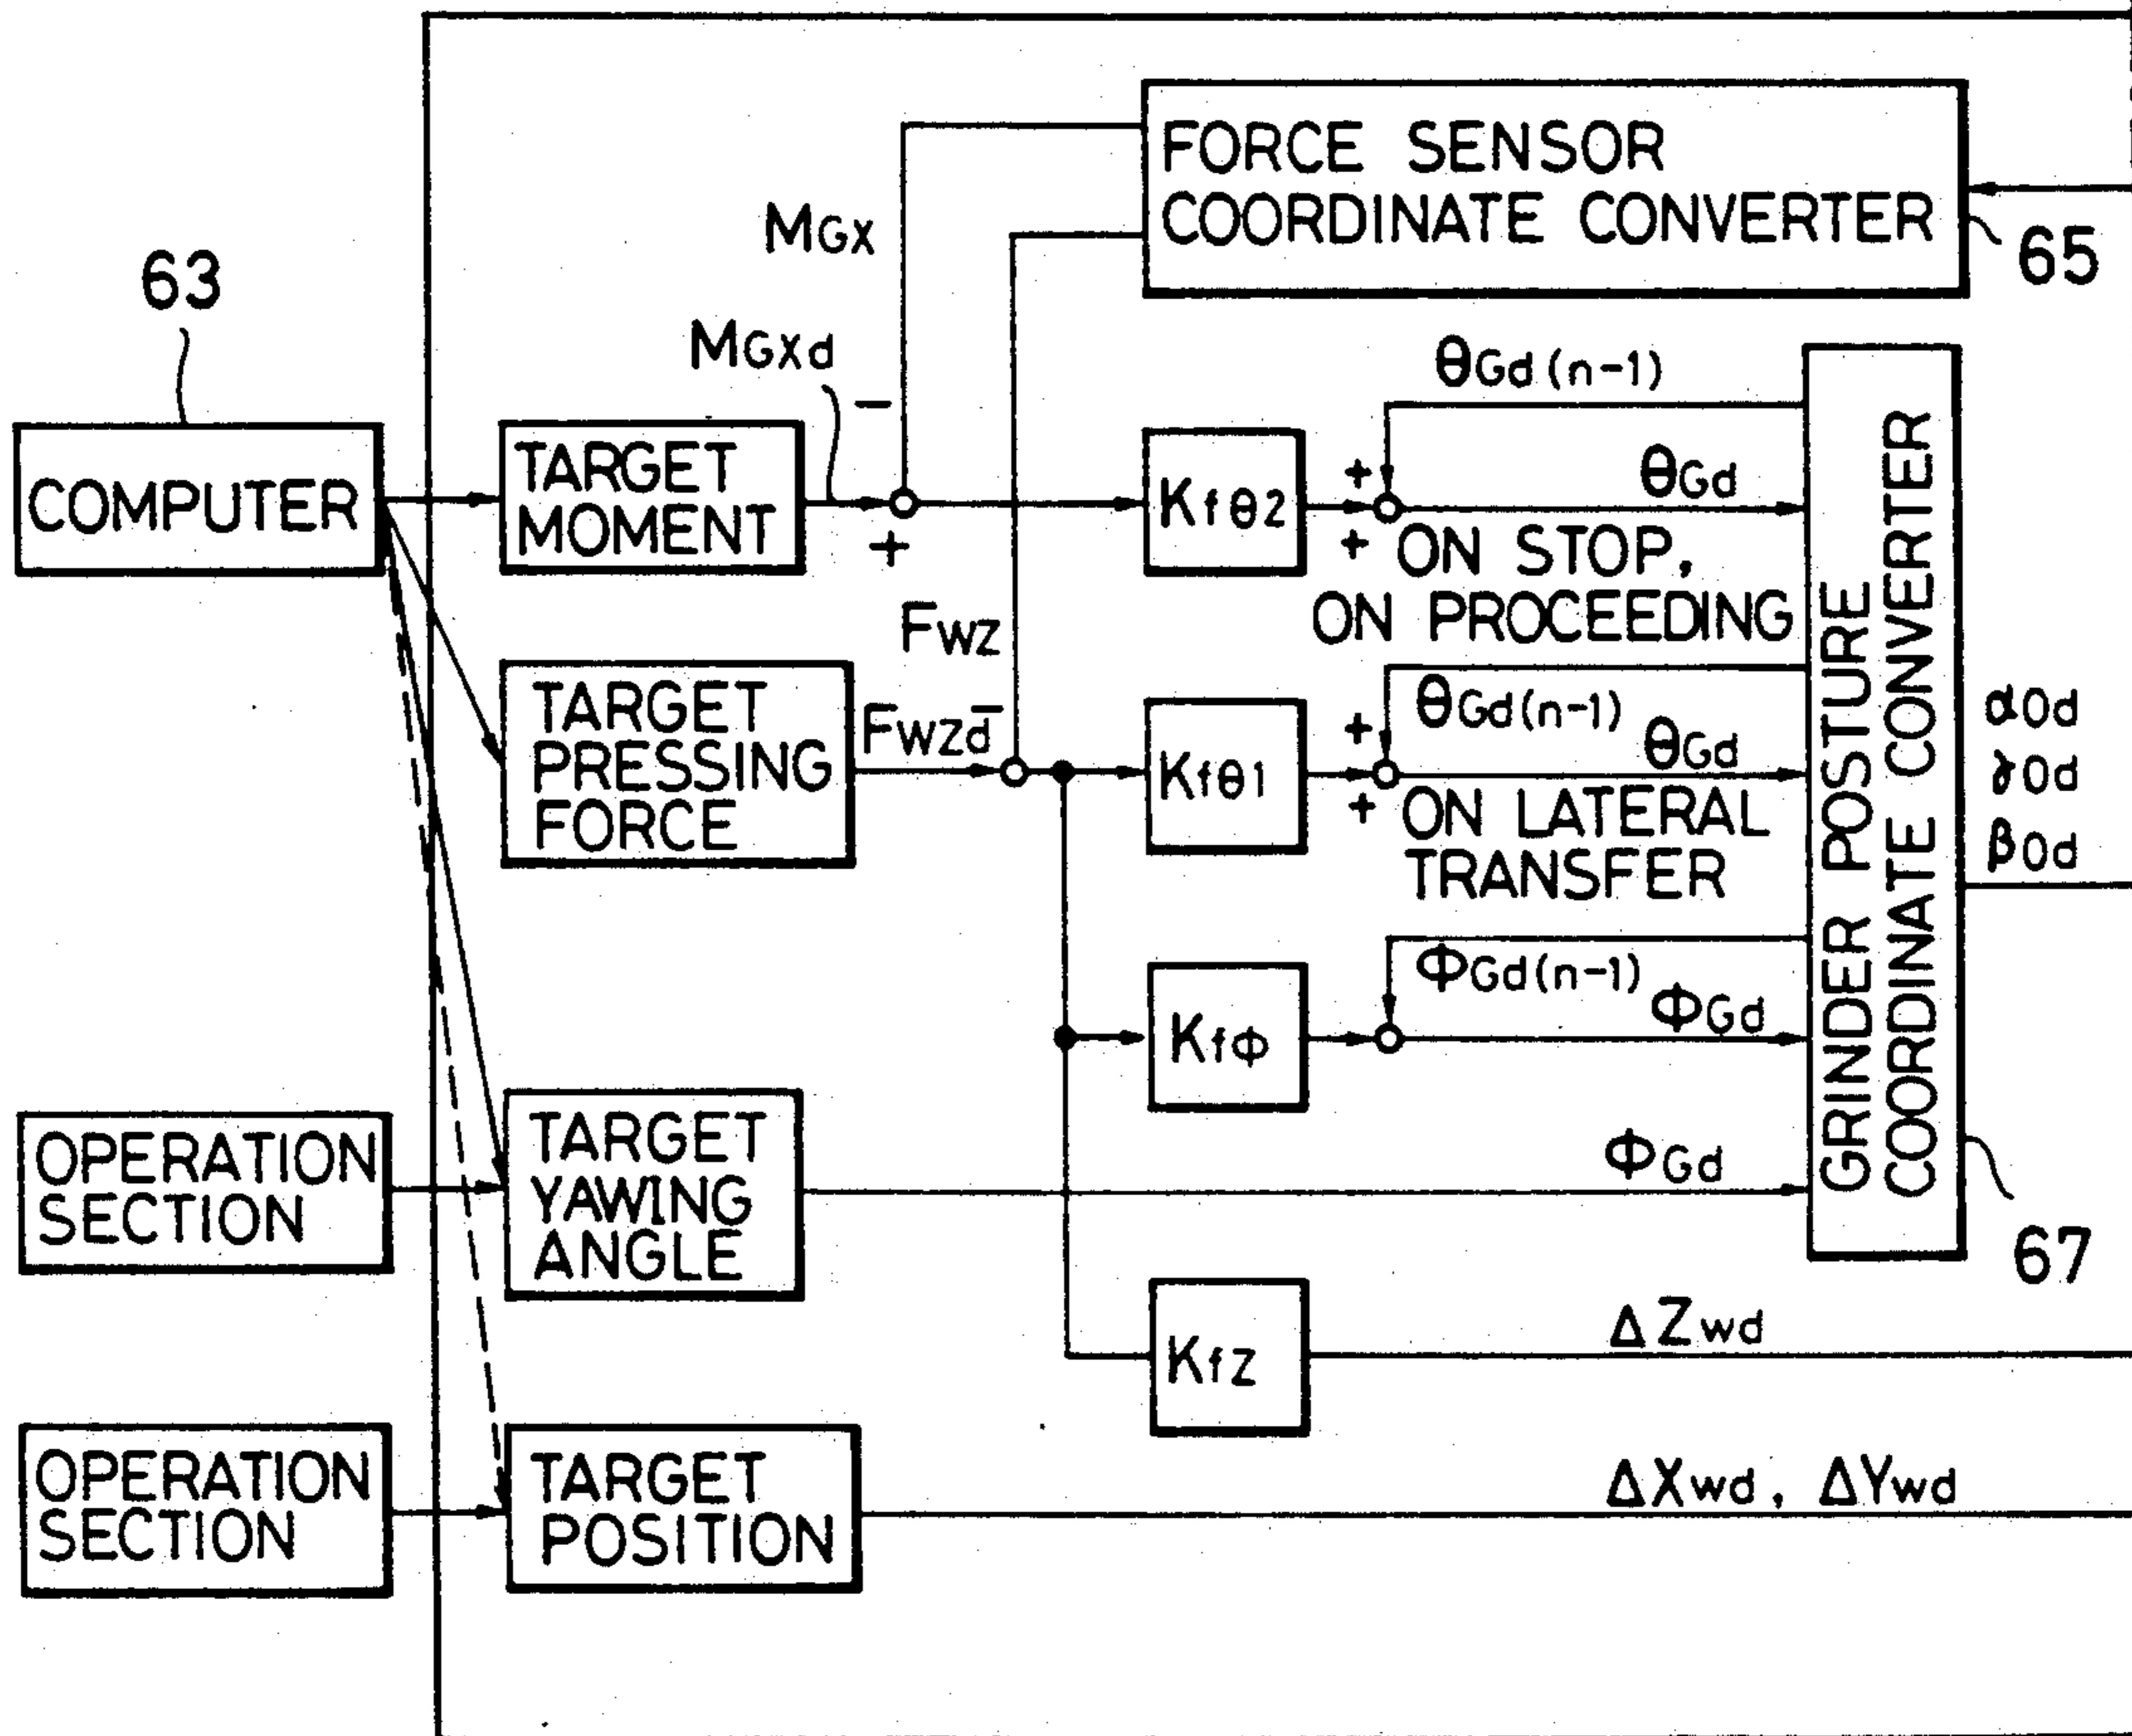 FORCE SENSOR
COORDINATE CONVERTER
65
MGX
63
MGXd
−
+
COMPUTER
TARGET
MOMENT
Kfθ2
θGd (n-1)
+
+
θGd
ON STOP,
ON PROCEEDING
FWZ
TARGET
PRESSING
FORCE
FWZd
−
Kfθ1
θGd(n-1)
+
+
θGd
ON LATERAL
TRANSFER
GRINDER POSTURE
COORDINATE CONVERTER
α0d
γ0d
β0d
KfΦ
ΦGd(n-1)
ΦGd
OPERATION
SECTION
TARGET
YAWING
ANGLE
ΦGd
67
KfZ
ΔZwd
OPERATION
SECTION
TARGET
POSITION
ΔXwd, ΔYwd